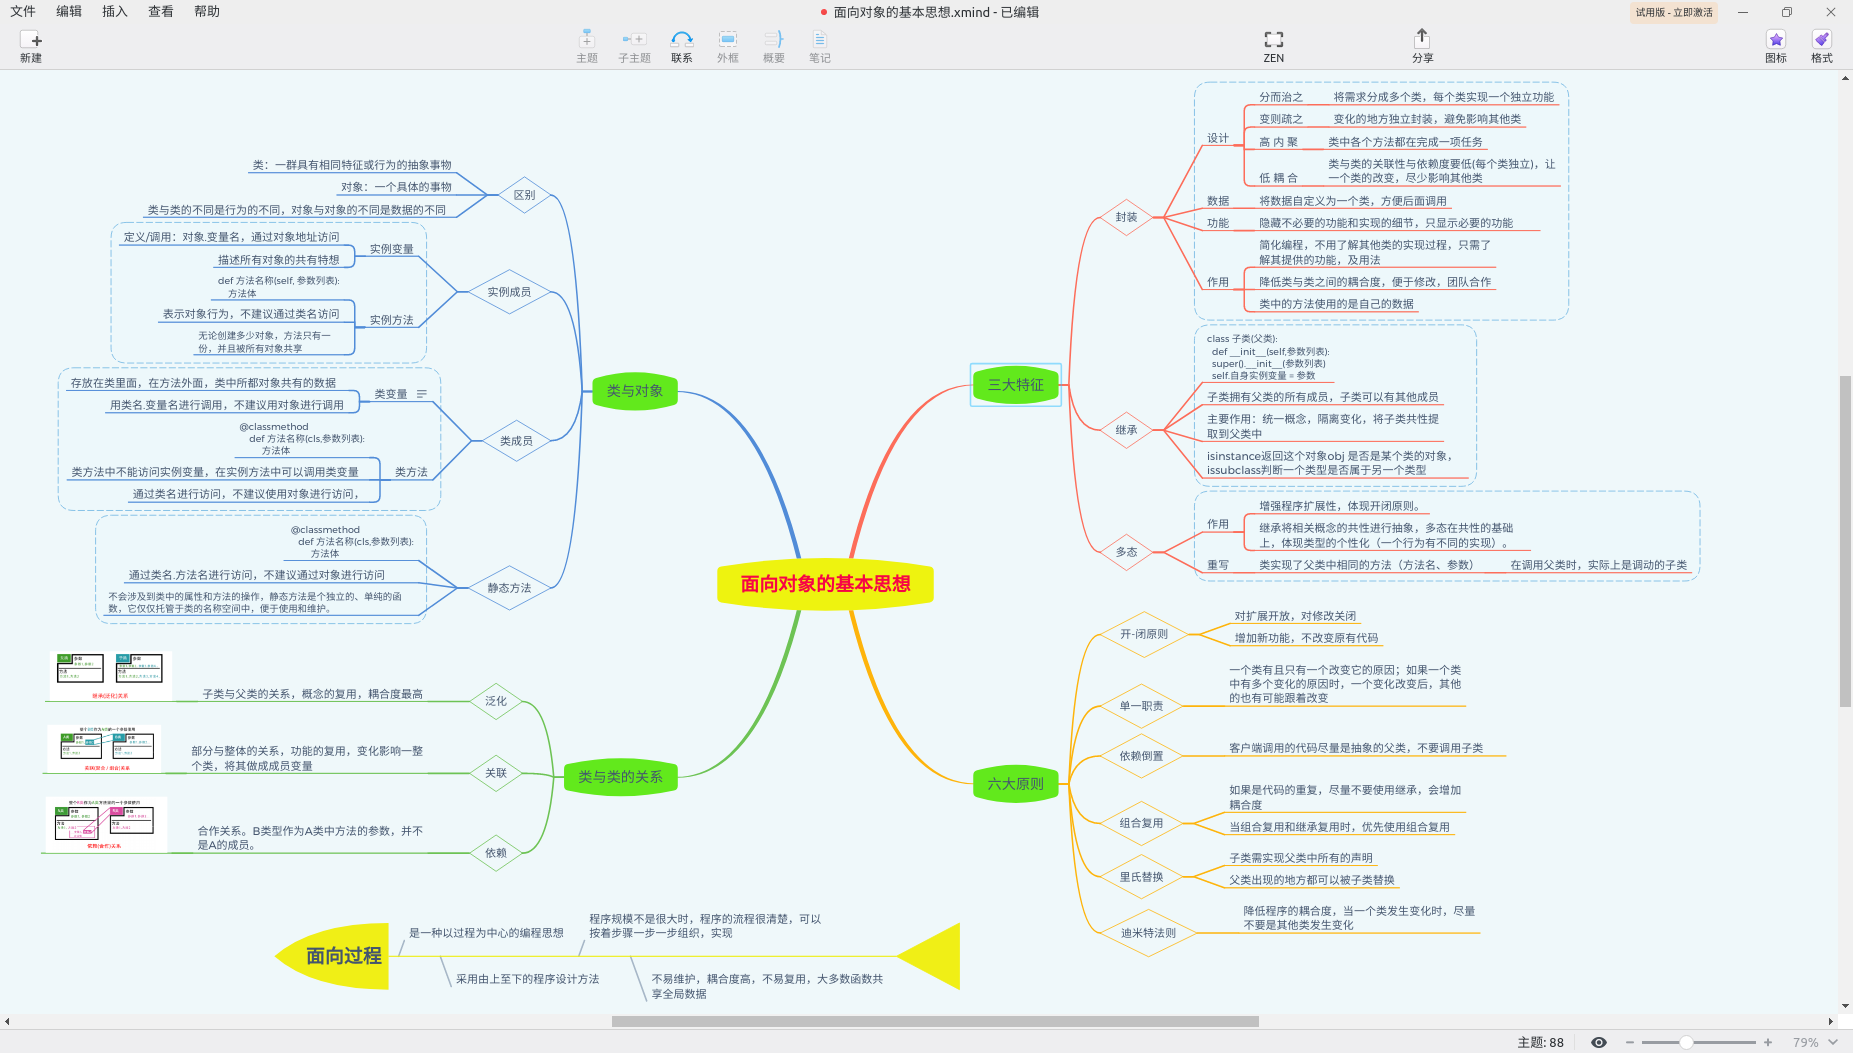 文件 编辑 插入 查看 帮助
面向对象的基本思想.xmind - 已编辑
试用版 - 立即激活
新建
主题
子主题
联系
外框
概要
笔记
ZEN
分享
图标
格式
面向对象的基本思想
类与对象
区别
类：一群具有相同特征或行为的抽象事物
对象：一个具体的事物
类与类的不同是行为的不同，对象与对象的不同是数据的不同
实例成员
实例变量
定义/调用：对象.变量名，通过对象地址访问
描述所有对象的共有特想
实例方法
def 方法名称(self, 参数列表):
方法体
表示对象行为，不建议通过类名访问
无论创建多少对象，方法只有一
份，并且被所有对象共享
类成员
类变量
存放在类里面，在方法外面，类中所都对象共有的数据
用类名.变量名进行调用，不建议用对象进行调用
类方法
@classmethod
def 方法名称(cls,参数列表):
方法体
类方法中不能访问实例变量，在实例方法中可以调用类变量
通过类名进行访问，不建议使用对象进行访问，
静态方法
@classmethod
def 方法名称(cls,参数列表):
方法体
通过类名.方法名进行访问，不建议通过对象进行访问
不会涉及到类中的属性和方法的操作，静态方法是个独立的、单纯的函
数，它仅仅托管于类的名称空间中，便于使用和维护。
类与类的关系
泛化
子类与父类的关系，概念的复用，耦合度最高
继承(泛化)关系
关联
部分与整体的关系，功能的复用，变化影响一整
个类，将其做成成员变量
依赖
合作关系。B类型作为A类中方法的参数，并不
是A的成员。
依赖(合作)关系
三大特征
封装
设计
分而治之
将需求分成多个类，每个类实现一个独立功能
变则疏之
变化的地方独立封装，避免影响其他类
高 内 聚
类中各个方法都在完成一项任务
低 耦 合
类与类的关联性与依赖度要低(每个类独立)，让
一个类的改变，尽少影响其他类
数据
将数据自定义为一个类，方便后面调用
功能
隐藏不必要的功能和实现的细节，只显示必要的功能
作用
简化编程，不用了解其他类的实现过程，只需了
解其提供的功能，及用法
降低类与类之间的耦合度，便于修改，团队合作
类中的方法使用的是自己的数据
继承
class 子类(父类):
def __init__(self,参数列表):
super().__init__(参数列表)
self.自身实例变量 = 参数
子类拥有父类的所有成员，子类可以有其他成员
主要作用：统一概念，隔离变化，将子类共性提
取到父类中
isinstance返回这个对象obj 是否是某个类的对象，
issubclass判断一个类型是否属于另一个类型
多态
作用
增强程序扩展性，体现开闭原则。
继承将相关概念的共性进行抽象，多态在共性的基础
上，体现类型的个性化（一个行为有不同的实现）。
重写
类实现了父类中相同的方法（方法名、参数）
在调用父类时，实际上是调动的子类
六大原则
开-闭原则
对扩展开放，对修改关闭
增加新功能，不改变原有代码
单一职责
一个类有且只有一个改变它的原因；如果一个类
中有多个变化的原因时，一个变化改变后，其他
的也有可能跟着改变
依赖倒置
客户端调用的代码尽量是抽象的父类，不要调用子类
组合复用
如果是代码的重复，尽量不要使用继承，会增加
耦合度
当组合复用和继承复用时，优先使用组合复用
里氏替换
子类需实现父类中所有的声明
父类出现的地方都可以被子类替换
迪米特法则
降低程序的耦合度，当一个类发生变化时，尽量
不要是其他类发生变化
面向过程
是一种以过程为中心的编程思想
采用由上至下的程序设计方法
程序规模不是很大时，程序的流程很清楚，可以
按着步骤一步一步组织，实现
不易维护，耦合度高，不易复用，大多数函数共
享全局数据
主题: 88
79%